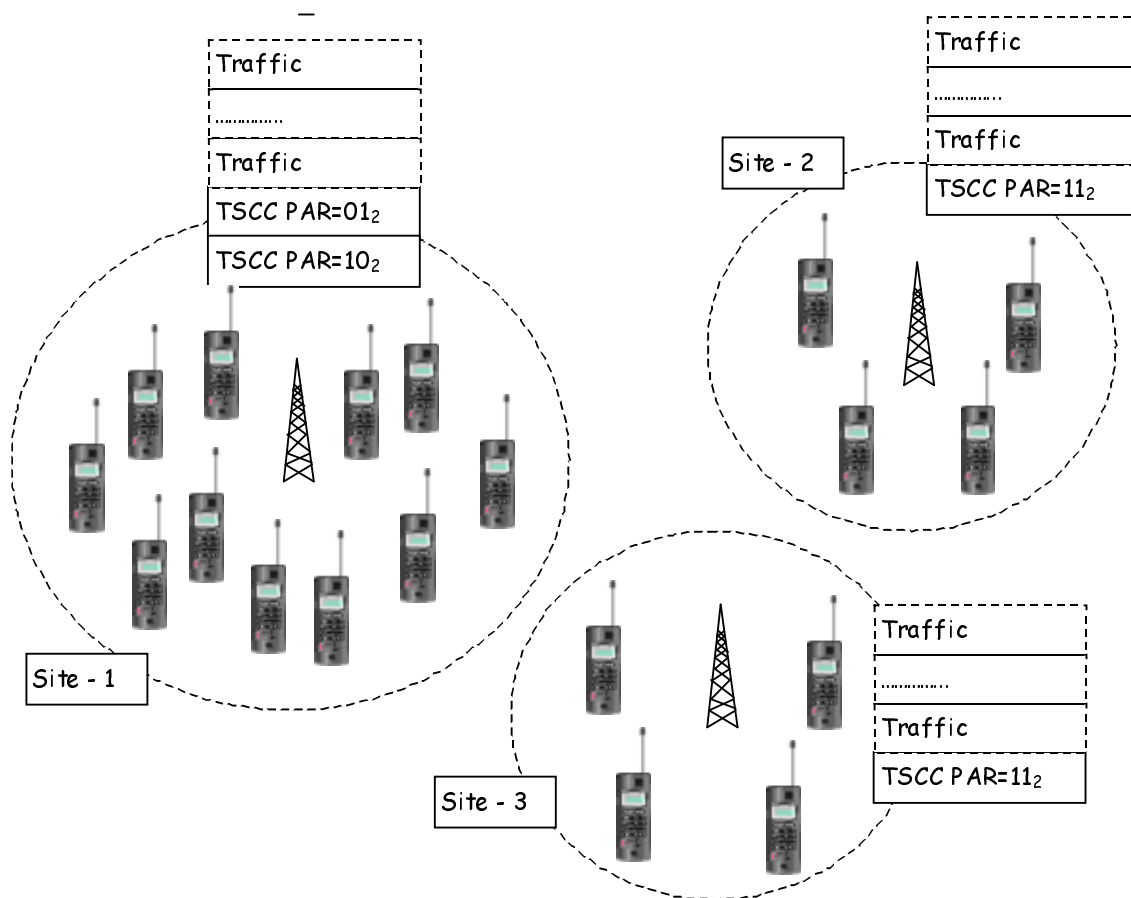 Traffic
...............
Traffic
TSCC PAR=01₂
TSCC PAR=10₂
Site - 1
Traffic
...............
Traffic
Site - 2
TSCC PAR=11₂
Traffic
...............
Traffic
TSCC PAR=11₂
Site - 3